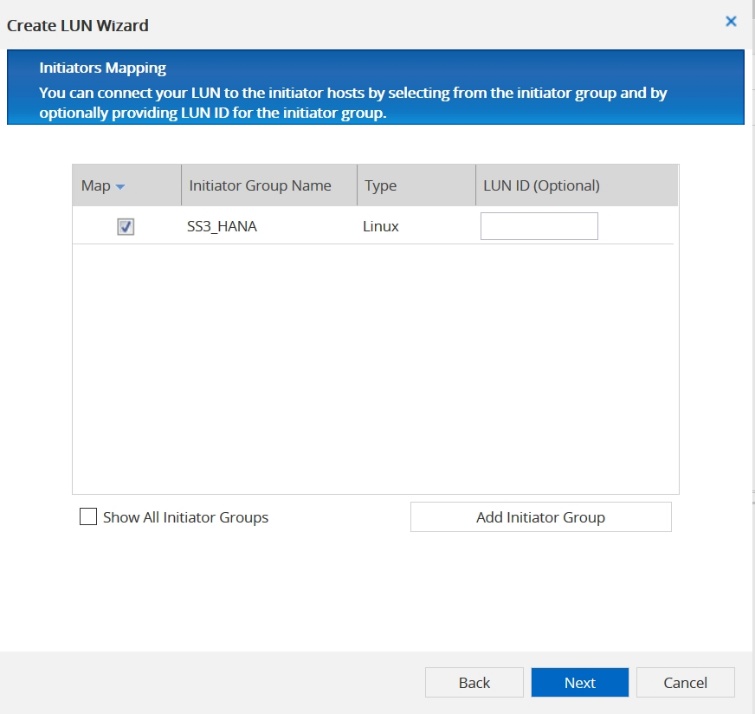 Create LUN Wizard
Initiators Mapping
You can connect your LUN to the initiator hosts by selecting from the initiator group and by
optionally providing LUN ID for the initiator group.
Map Initiator Group Name Type LUN ID (Optional)
SS3_HANA Linux
Show All Initiator Groups Add Initiator Group
Back Next Cancel